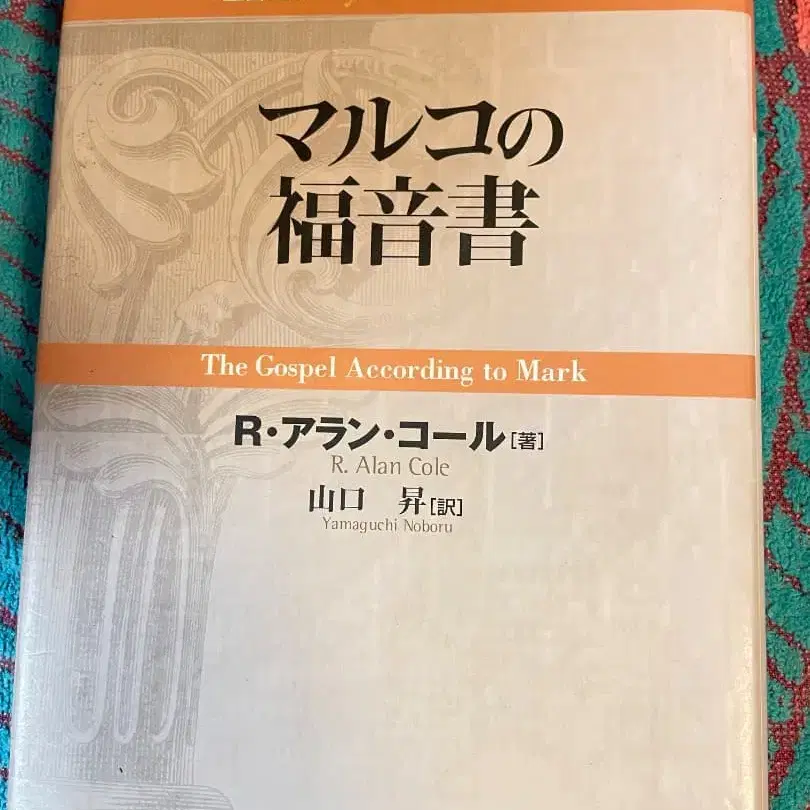 マルコの
福音書
The Gospel According to Mark
R・アラン・コール[著]
R. Alan Cole
山口 昇[訳]
Yamaguchi Noboru